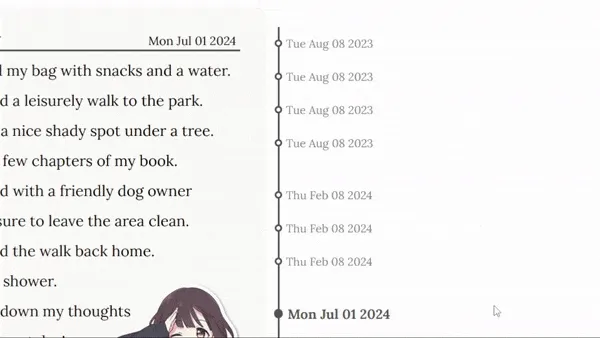 Mon Jul 01 2024
my bag with snacks and a water.
a leisurely walk to the park.
a nice shady spot under a tree.
few chapters of my book.
with a friendly dog owner
to leave the area clean.
the walk back home.
shower.
down my thoughts
Tue Aug 08 2023
Tue Aug 08 2023
Tue Aug 08 2023
Tue Aug 08 2023
Thu Feb 08 2024
Thu Feb 08 2024
Thu Feb 08 2024
Mon Jul 01 2024